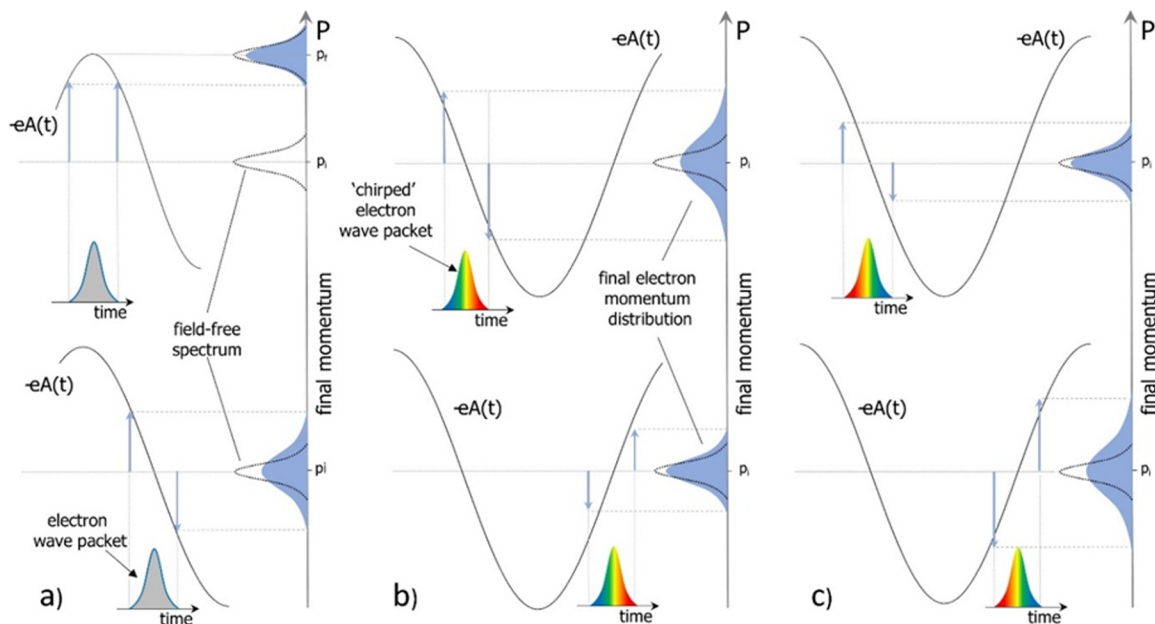 P
pf
-eA(t)
pi
time
field-free
spectrum
final momentum
-eA(t)
pi
electron
wave packet
time
a)
-eA(t)
P
pi
'chirped'
electron
wave packet
time
final electron
momentum
distribution
final momentum
-eA(t)
pi
time
b)
-eA(t)
P
pi
time
final momentum
-eA(t)
pi
time
c)